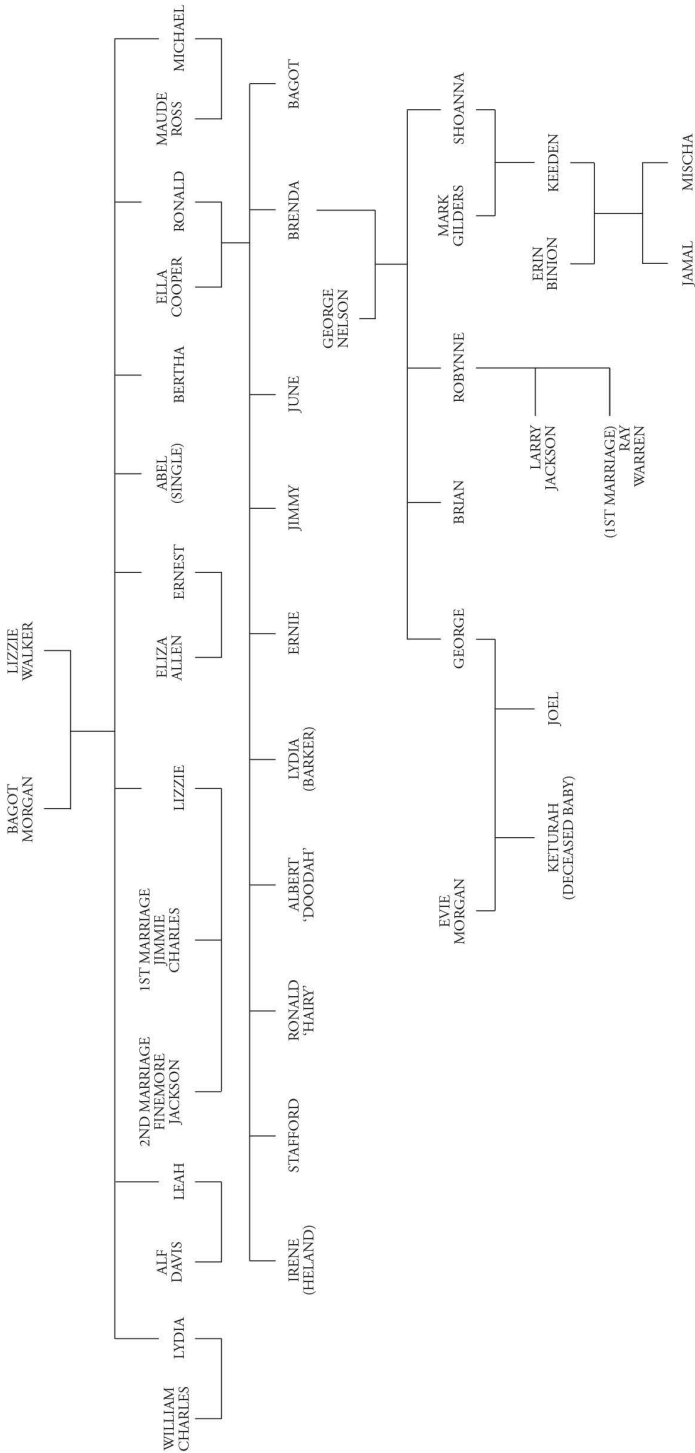 BAGOT
MORGAN
LIZZIE
WALKER
WILLIAM
CHARLES
LYDIA
ALF
DAVIS
LEAH
2ND MARRIAGE
FINEMORE
JACKSON
1ST MARRIAGE
JIMMIE
CHARLES
LIZZIE
ELIZA
ALLEN
ERNEST
ABEL
(SINGLE)
BERTHA
ELLA
COOPER
RONALD
MAUDE
ROSS
MICHAEL
IRENE
(HELAND)
STAFFORD
RONALD
‘HAIRY’
ALBERT
‘DOODAH’
LYDIA
(BARKER)
ERNIE
JIMMY
JUNE
BRENDA
BAGOT
GEORGE
NELSON
EVIE
MORGAN
GEORGE
BRIAN
ROBYNNE
MARK
GILDERS
SHOANNA
KETURAH
(DECEASED BABY)
JOEL
LARRY
JACKSON
(1ST MARRIAGE)
RAY
WARREN
ERIN
BINION
KEEDEN
JAMAL
MISCHA